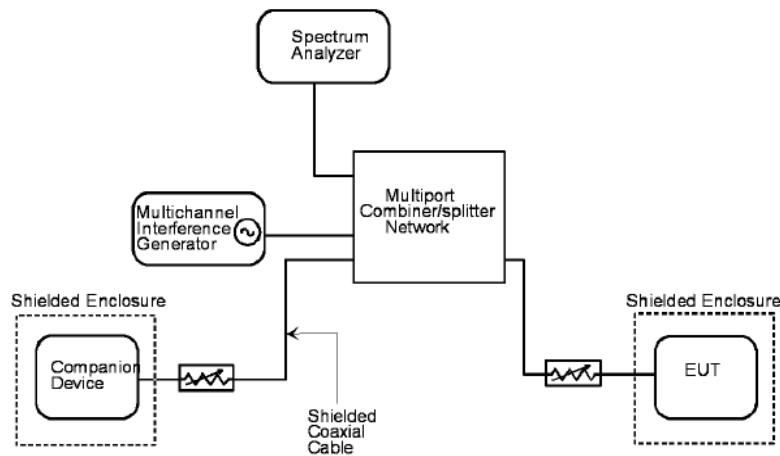 Spectrum
Analyzer
Multiport
Combiner/splitter
Network
Multichannel
Interference
Generator
Shielded Enclosure
Shielded Enclosure
Companion
Device
EUT
Shielded
Coaxial
Cable